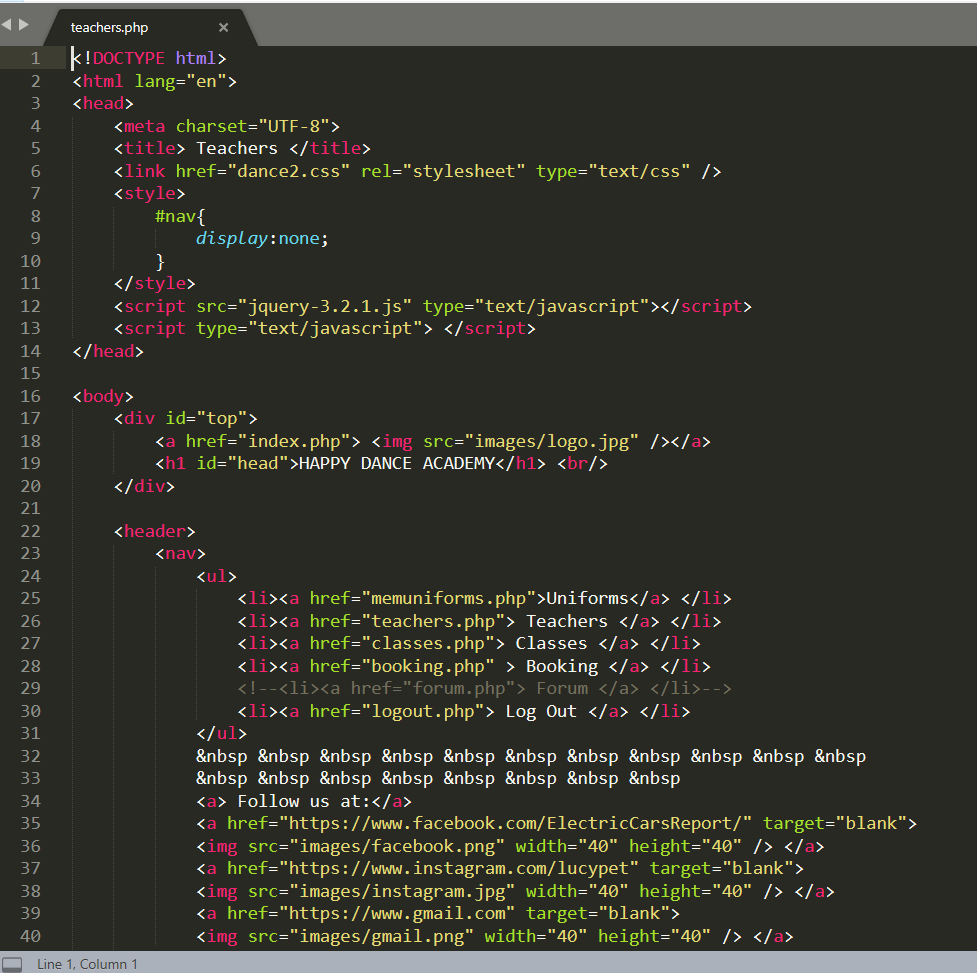 teachers.php ×
1 <!DOCTYPE html>
2 <html lang="en">
3 <head>
4     <meta charset="UTF-8">
5     <title> Teachers </title>
6     <link href="dance2.css" rel="stylesheet" type="text/css" />
7     <style>
8         #nav{
9             display:none;
10         }
11     </style>
12     <script src="jquery-3.2.1.js" type="text/javascript"></script>
13     <script type="text/javascript"> </script>
14 </head>
15
16 <body>
17     <div id="top">
18         <a href="index.php"> <img src="images/logo.jpg" /></a>
19         <h1 id="head">HAPPY DANCE ACADEMY</h1> <br/>
20     </div>
21
22     <header>
23         <nav>
24             <ul>
25                 <li><a href="memuniforms.php">Uniforms</a> </li>
26                 <li><a href="teachers.php"> Teachers </a> </li>
27                 <li><a href="classes.php"> Classes </a> </li>
28                 <li><a href="booking.php" > Booking </a> </li>
29                 <!--<li><a href="forum.php"> Forum </a> </li>-->
30                 <li><a href="logout.php"> Log Out </a> </li>
31             </ul>
32             &nbsp &nbsp &nbsp &nbsp &nbsp &nbsp &nbsp &nbsp &nbsp &nbsp &nbsp
33             &nbsp &nbsp &nbsp &nbsp &nbsp &nbsp &nbsp &nbsp
34             <a> Follow us at:</a>
35             <a href="https://www.facebook.com/ElectricCarsReport/" target="blank">
36             <img src="images/facebook.png" width="40" height="40" /> </a>
37             <a href="https://www.instagram.com/lucypet" target="blank">
38             <img src="images/instagram.jpg" width="40" height="40" /> </a>
39             <a href="https://www.gmail.com" target="blank">
40             <img src="images/gmail.png" width="40" height="40" /> </a>
Line 1, Column 1